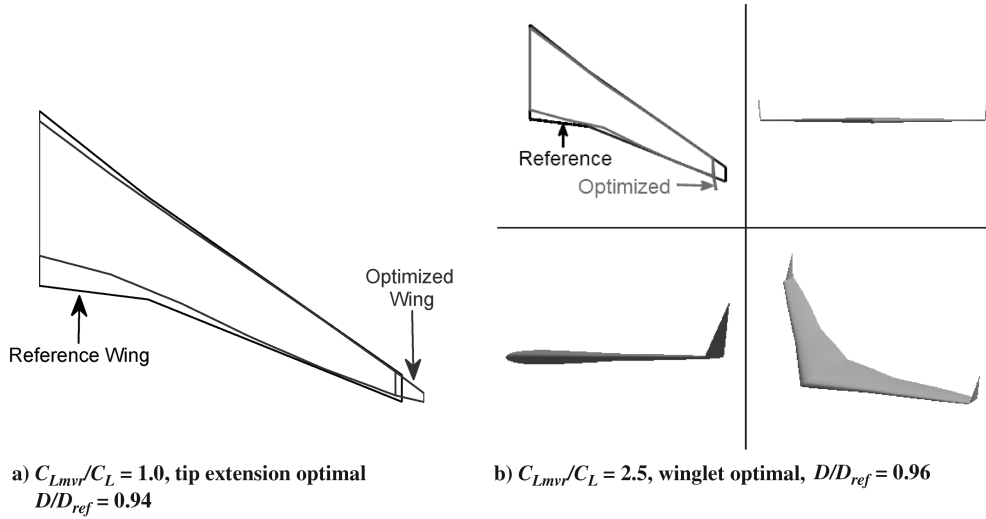 Reference Wing
Optimized
Wing
a) C_Lmvr/C_L = 1.0, tip extension optimal
D/D_ref = 0.94
Reference
Optimized
b) C_Lmvr/C_L = 2.5, winglet optimal, D/D_ref = 0.96